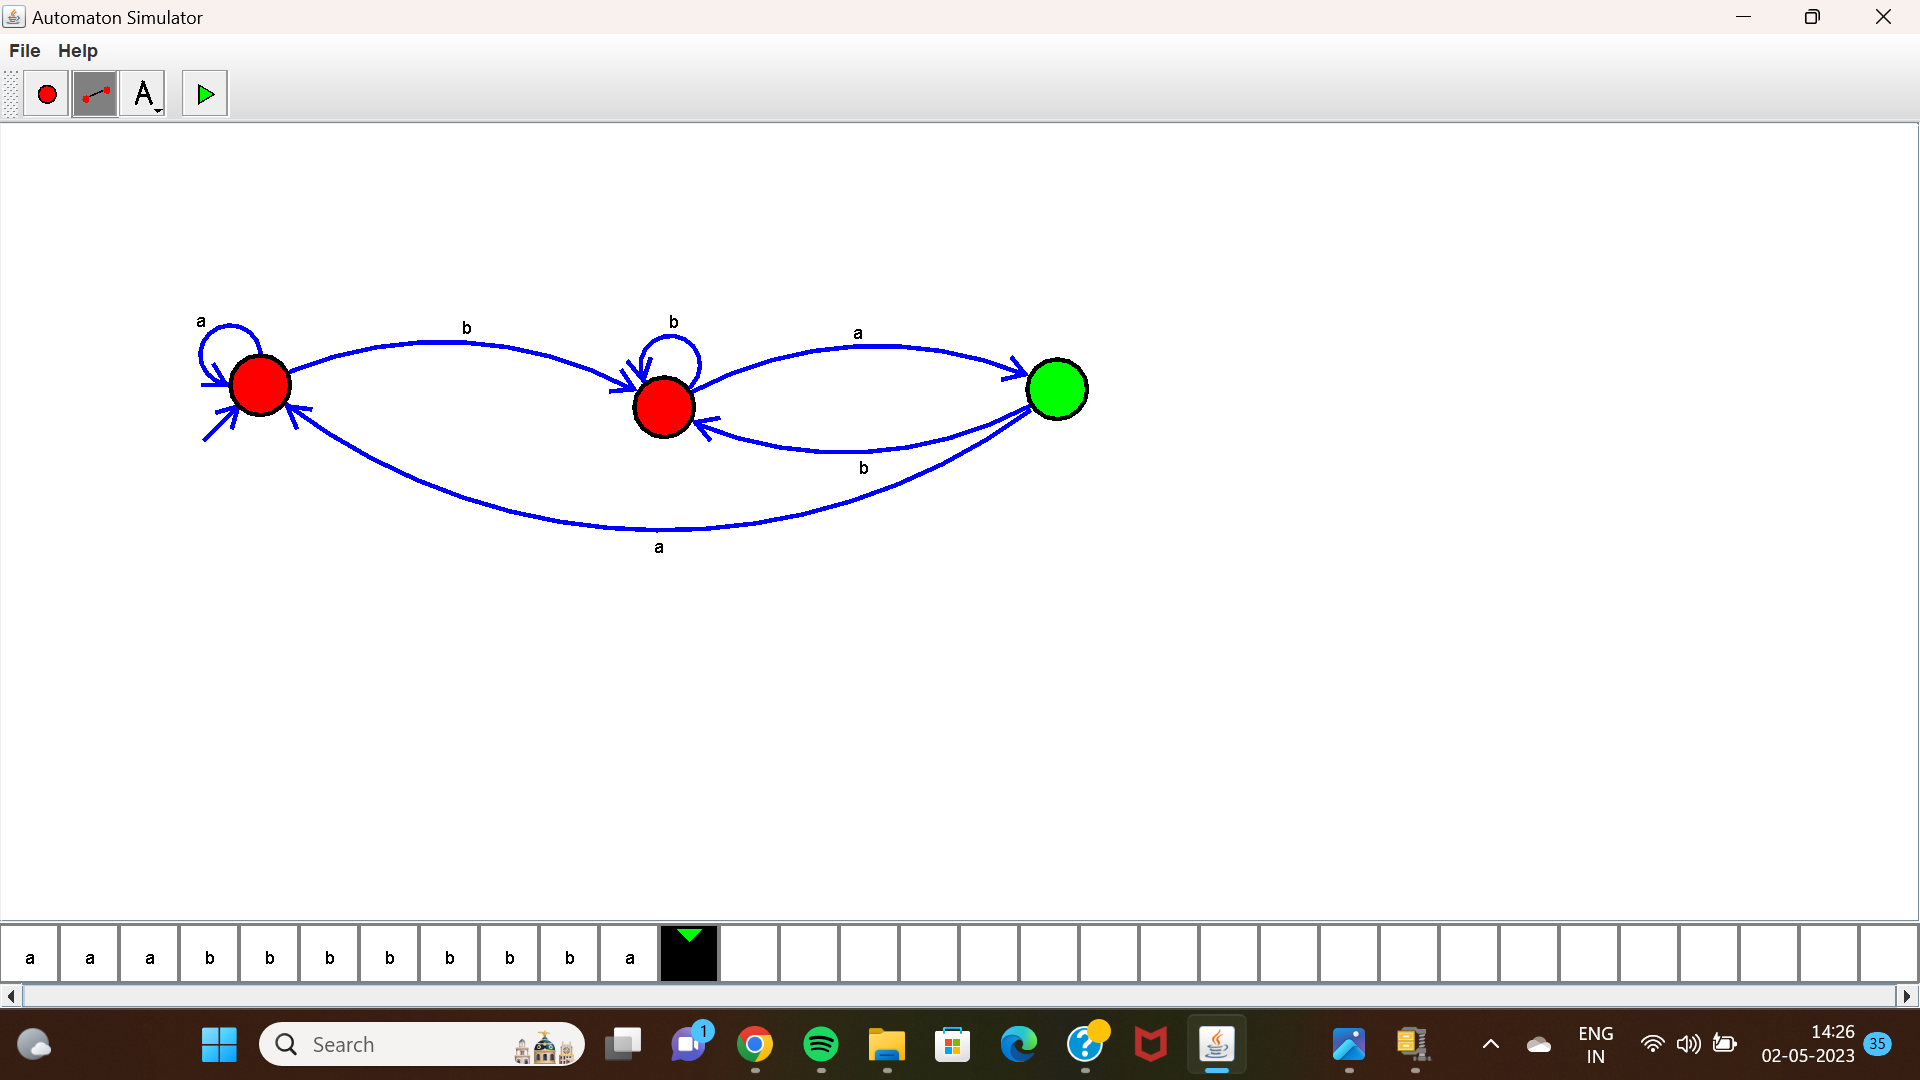 Automaton Simulator
File Help
A
a
b
b
a
b
a
a a a b b b b b b b a
Search
1
ENG
IN
14:26
02-05-2023
35